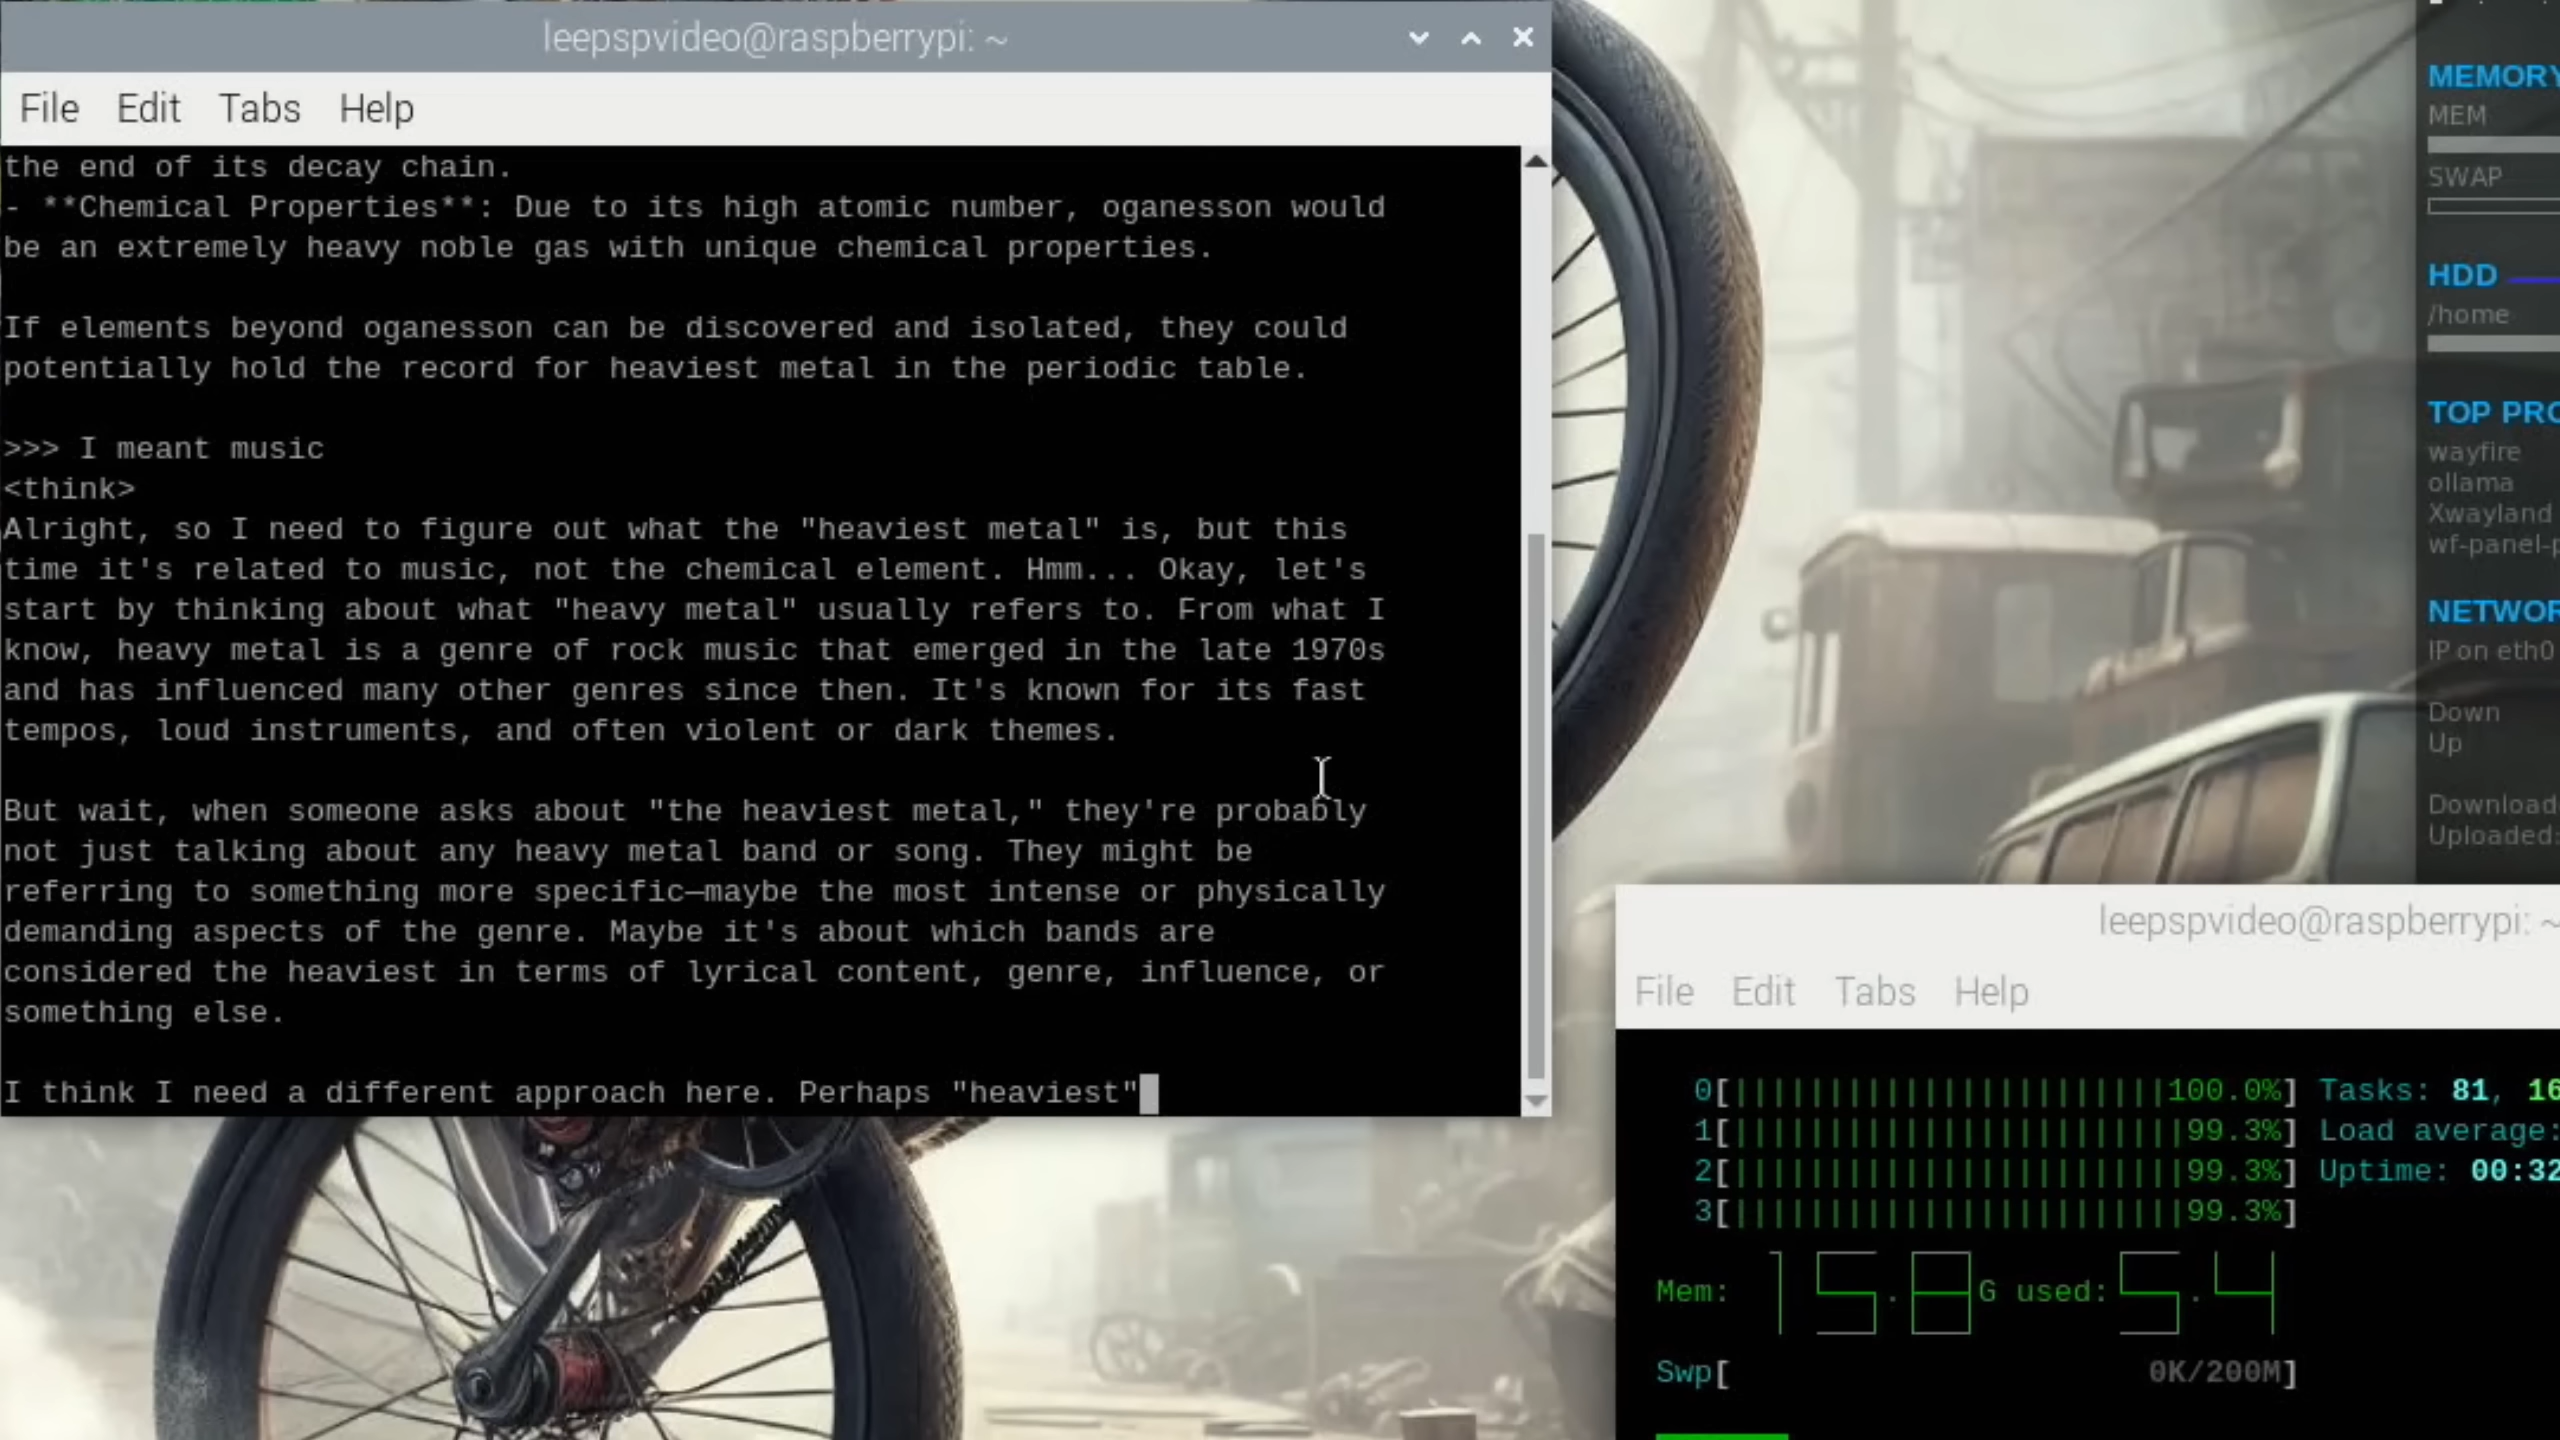 leepspvideo@raspberrypi: ~
File Edit Tabs Help
the end of its decay chain.
- **Chemical Properties**: Due to its high atomic number, oganesson would
be an extremely heavy noble gas with unique chemical properties.
If elements beyond oganesson can be discovered and isolated, they could
potentially hold the record for heaviest metal in the periodic table.
>>> I meant music
<think>
Alright, so I need to figure out what the "heaviest metal" is, but this
time it's related to music, not the chemical element. Hmm... Okay, let's
start by thinking about what "heavy metal" usually refers to. From what I
know, heavy metal is a genre of rock music that emerged in the late 1970s
and has influenced many other genres since then. It's known for its fast
tempos, loud instruments, and often violent or dark themes.
But wait, when someone asks about "the heaviest metal," they're probably
not just talking about any heavy metal band or song. They might be
referring to something more specific—maybe the most intense or physically
demanding aspects of the genre. Maybe it's about which bands are
considered the heaviest in terms of lyrical content, genre, influence, or
something else.
I think I need a different approach here. Perhaps "heaviest"
MEMORY
MEM
SWAP
HDD
/home
TOP PRO
wayfire
ollama
Xwayland
wf-panel-p
NETWOR
IP on eth0
Down
Up
Download
Uploaded:
leepspvideo@raspberrypi: ~
File Edit Tabs Help
0[||||||||||||||||||||||||100.0%] Tasks: 81, 16
1[||||||||||||||||||||||||99.3%] Load average:
2[||||||||||||||||||||||||99.3%] Uptime: 00:32
3[||||||||||||||||||||||||99.3%]
Mem: 15.8G used:5.4
Swp[ 0K/200M]